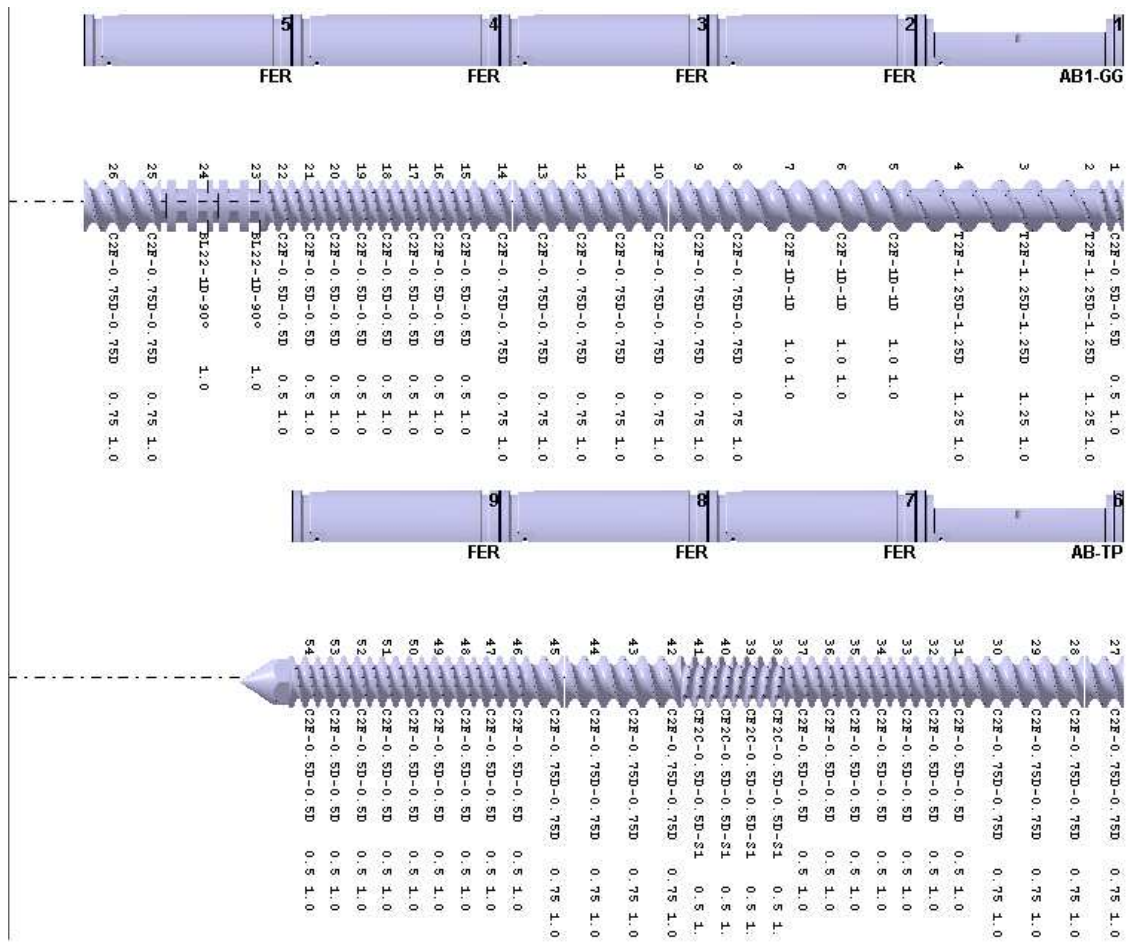 5 4 3 2 1
FER FER FER FER AB1-GG
26 C2F-0.75D-0.75D 0.75 1.0
25 C2F-0.75D-0.75D 0.75 1.0
24 BL22-1D-90° 1.0
23 BL22-1D-90° 1.0
22 C2F-0.5D-0.5D 0.5 1.0
21 C2F-0.5D-0.5D 0.5 1.0
20 C2F-0.5D-0.5D 0.5 1.0
19 C2F-0.5D-0.5D 0.5 1.0
18 C2F-0.5D-0.5D 0.5 1.0
17 C2F-0.5D-0.5D 0.5 1.0
16 C2F-0.5D-0.5D 0.5 1.0
15 C2F-0.5D-0.5D 0.5 1.0
14 C2F-0.75D-0.75D 0.75 1.0
13 C2F-0.75D-0.75D 0.75 1.0
12 C2F-0.75D-0.75D 0.75 1.0
11 C2F-0.75D-0.75D 0.75 1.0
10 C2F-0.75D-0.75D 0.75 1.0
9 C2F-0.75D-0.75D 0.75 1.0
8 C2F-0.75D-0.75D 0.75 1.0
7 C2F-1D-1D 1.0 1.0
6 C2F-1D-1D 1.0 1.0
5 C2F-1D-1D 1.0 1.0
4 T2F-1.25D-1.25D 1.25 1.0
3 T2F-1.25D-1.25D 1.25 1.0
2 T2F-1.25D-1.25D 1.25 1.0
1 C2F-0.5D-0.5D 0.5 1.0
9 8 7 6
FER FER FER AB-TP
54 C2F-0.5D-0.5D 0.5 1.0
53 C2F-0.5D-0.5D 0.5 1.0
52 C2F-0.5D-0.5D 0.5 1.0
51 C2F-0.5D-0.5D 0.5 1.0
50 C2F-0.5D-0.5D 0.5 1.0
49 C2F-0.5D-0.5D 0.5 1.0
48 C2F-0.5D-0.5D 0.5 1.0
47 C2F-0.5D-0.5D 0.5 1.0
46 C2F-0.5D-0.5D 0.5 1.0
45 C2F-0.75D-0.75D 0.75 1.0
44 C2F-0.75D-0.75D 0.75 1.0
43 C2F-0.75D-0.75D 0.75 1.0
42 C2F-0.75D-0.75D 0.75 1.0
41 CF2C-0.5D-0.5D-S1 0.5 1.
40 CF2C-0.5D-0.5D-S1 0.5 1.
39 CF2C-0.5D-0.5D-S1 0.5 1.
38 CF2C-0.5D-0.5D-S1 0.5 1.
37 C2F-0.5D-0.5D 0.5 1.0
36 C2F-0.5D-0.5D 0.5 1.0
35 C2F-0.5D-0.5D 0.5 1.0
34 C2F-0.5D-0.5D 0.5 1.0
33 C2F-0.5D-0.5D 0.5 1.0
32 C2F-0.5D-0.5D 0.5 1.0
31 C2F-0.5D-0.5D 0.5 1.0
30 C2F-0.75D-0.75D 0.75 1.0
29 C2F-0.75D-0.75D 0.75 1.0
28 C2F-0.75D-0.75D 0.75 1.0
27 C2F-0.75D-0.75D 0.75 1.0